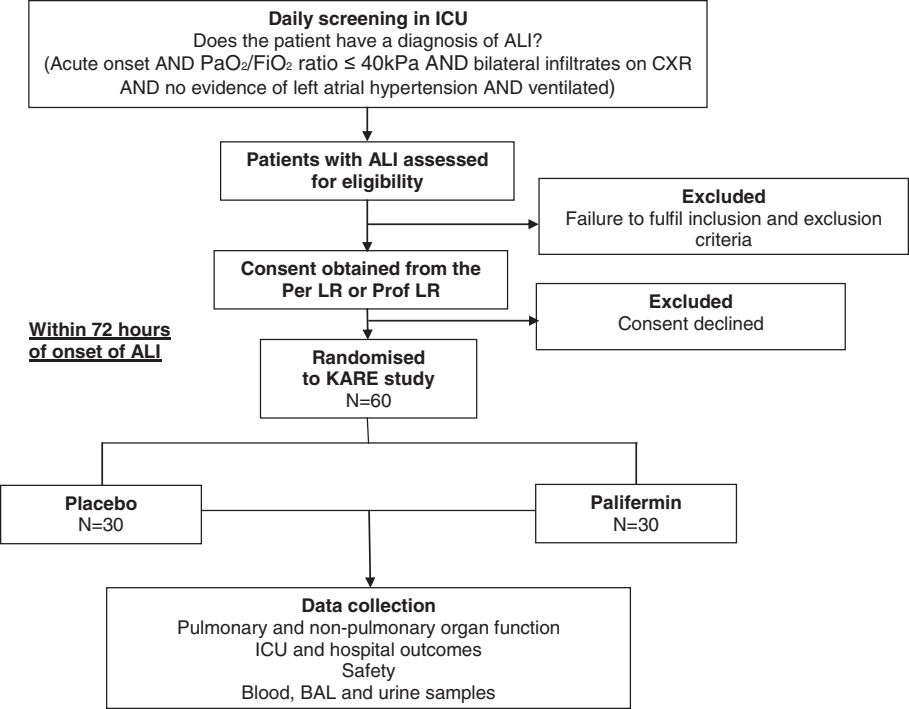 Daily screening in ICU
Does the patient have a diagnosis of ALI?
(Acute onset AND PaO₂/FiO₂ ratio ≤ 40kPa AND bilateral infiltrates on CXR
AND no evidence of left atrial hypertension AND ventilated)
Patients with ALI assessed
for eligibility
Excluded
Failure to fulfil inclusion and exclusion
criteria
Consent obtained from the
Per LR or Prof LR
Excluded
Consent declined
Within 72 hours
of onset of ALI
Randomised
to KARE study
N=60
Placebo
N=30
Palifermin
N=30
Data collection
Pulmonary and non-pulmonary organ function
ICU and hospital outcomes
Safety
Blood, BAL and urine samples